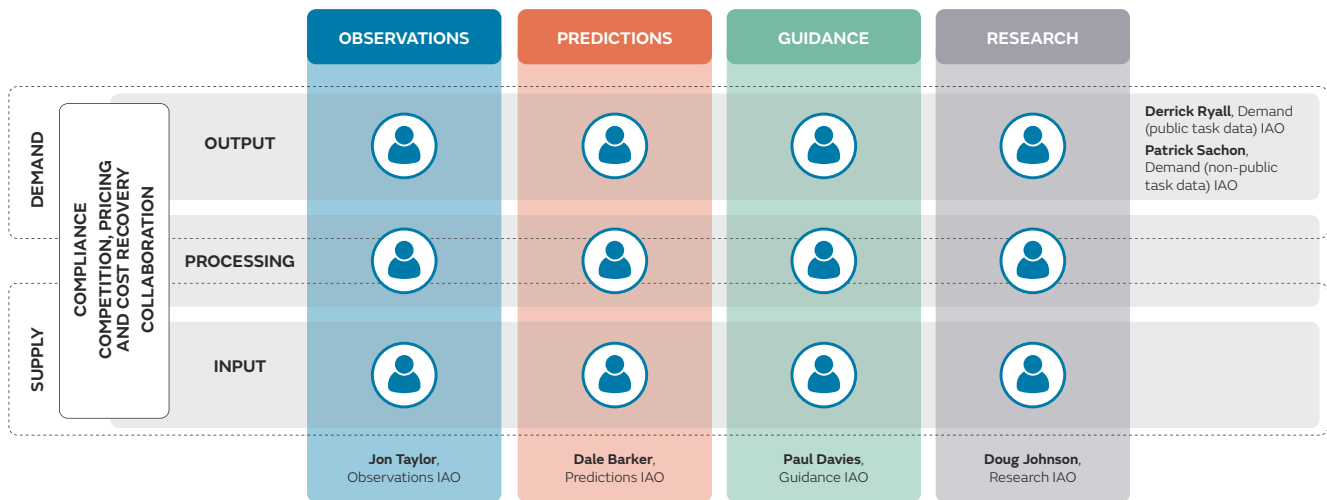 OBSERVATIONS
PREDICTIONS
GUIDANCE
RESEARCH
DEMAND
SUPPLY
COMPLIANCE
COMPETITION, PRICING
AND COST RECOVERY
COLLABORATION
OUTPUT
Derrick Ryall, Demand
(public task data) IAO
Patrick Sachon,
Demand (non-public
task data) IAO
PROCESSING
INPUT
Jon Taylor,
Observations IAO
Dale Barker,
Predictions IAO
Paul Davies,
Guidance IAO
Doug Johnson,
Research IAO